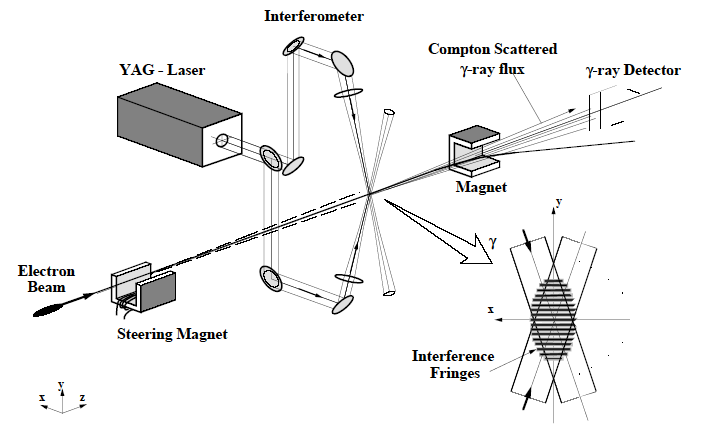 Interferometer
YAG - Laser
Compton Scattered
γ-ray flux
γ-ray Detector
Magnet
Electron
Beam
Steering Magnet
γ
y
x
Interference
Fringes
y
x
z